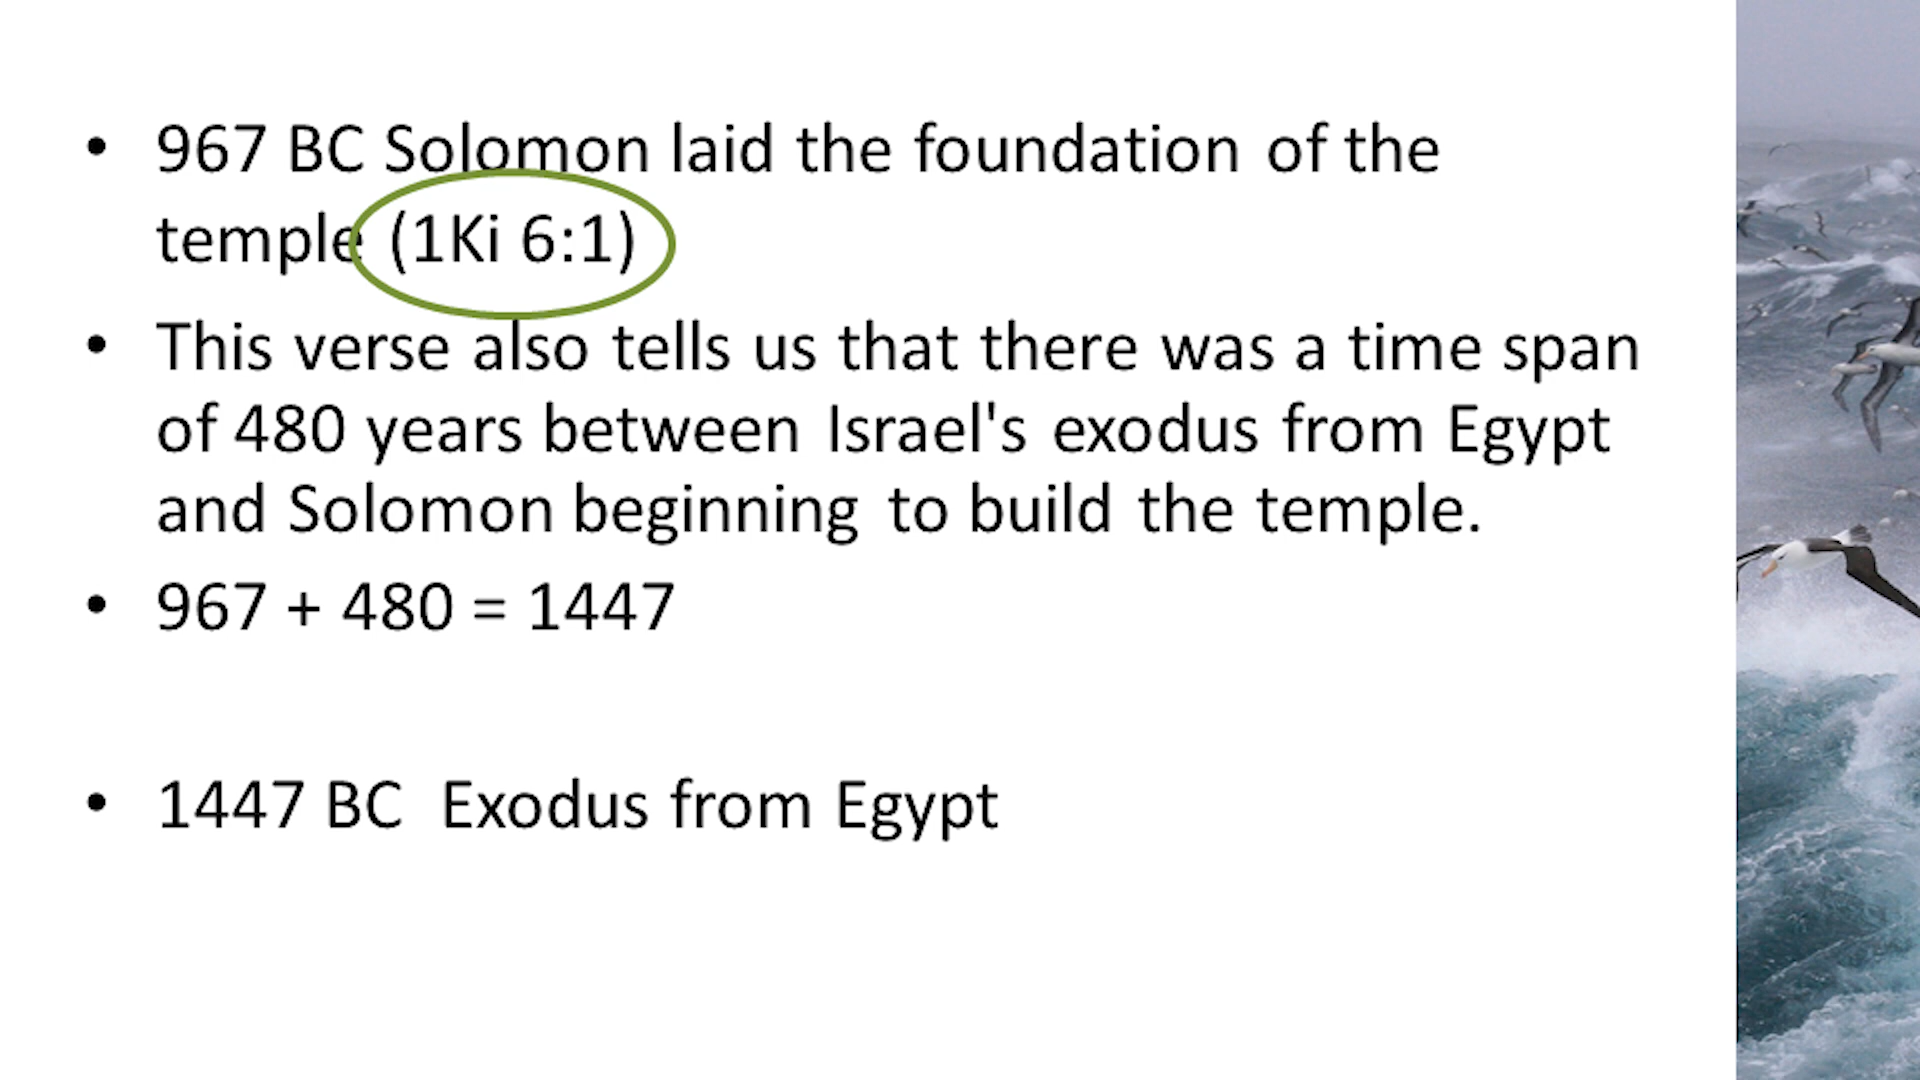 • 967 BC Solomon laid the foundation of the
temple (1Ki 6:1)
• This verse also tells us that there was a time span
of 480 years between Israel's exodus from Egypt
and Solomon beginning to build the temple.
• 967 + 480 = 1447
• 1447 BC Exodus from Egypt